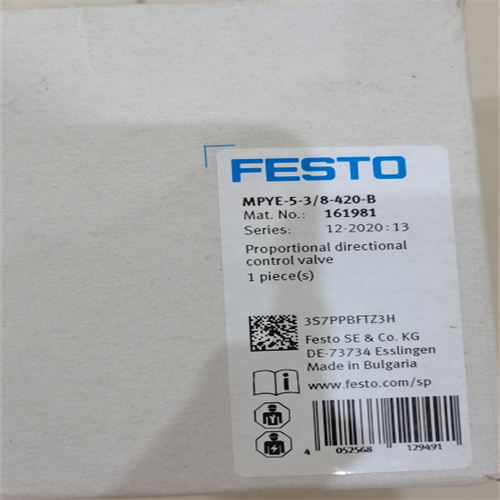 FESTO
MPYE-5-3/8-420-B
Mat. No.: 161981
Series: 12-2020:13
Proportional directional
control valve
1 piece(s)
3S7PPBFTZ3H
Festo SE & Co. KG
DE-73734 Esslingen
Made in Bulgaria
www.festo.com/sp
4 052568 129491